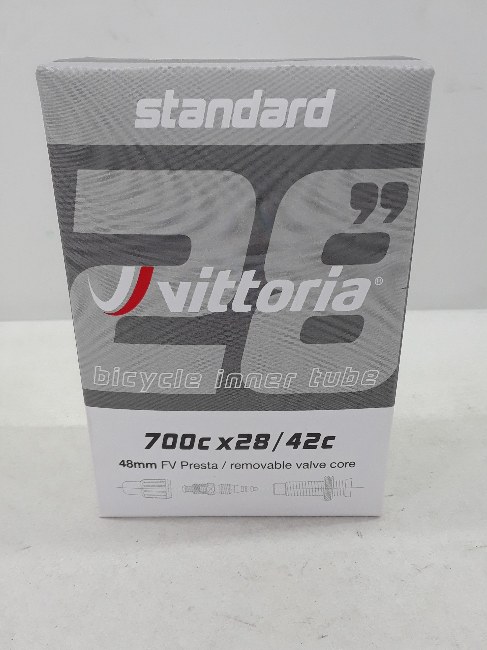 standard
28”
vittoria®
bicycle inner tube
700c x28/42c
48mm FV Presta / removable valve core